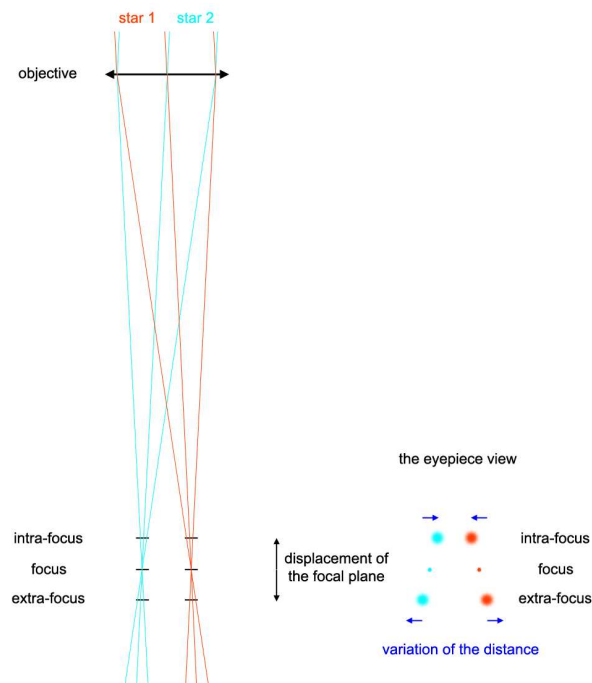 star 1 star 2
objective
the eyepiece view
intra-focus
focus
extra-focus
displacement of
the focal plane
intra-focus
focus
extra-focus
variation of the distance